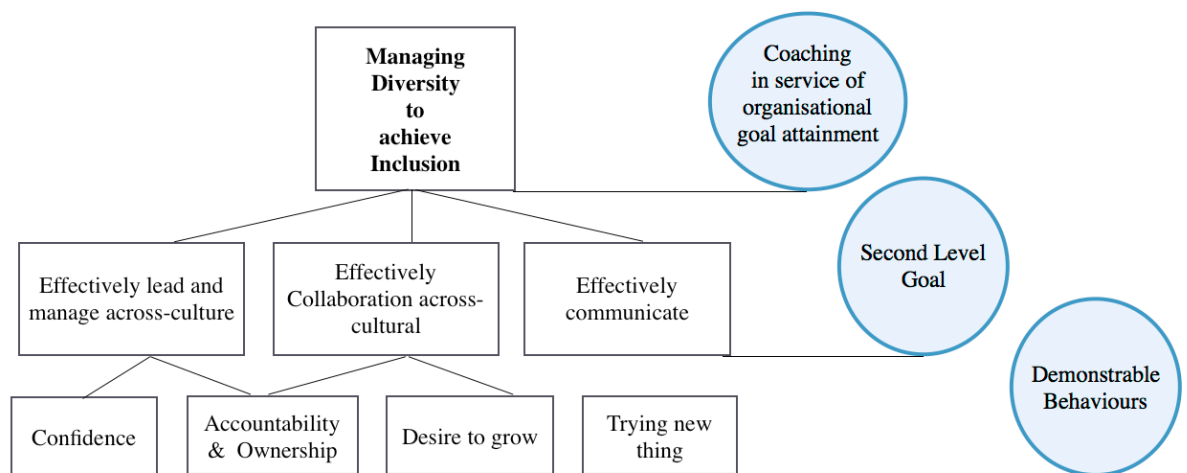 Managing
Diversity
to
achieve
Inclusion
Coaching
in service of
organisational
goal attainment
Effectively lead and
manage across-culture
Effectively
Collaboration across-
cultural
Effectively
communicate
Second Level
Goal
Confidence
Accountability
& Ownership
Desire to grow
Trying new
thing
Demonstrable
Behaviours